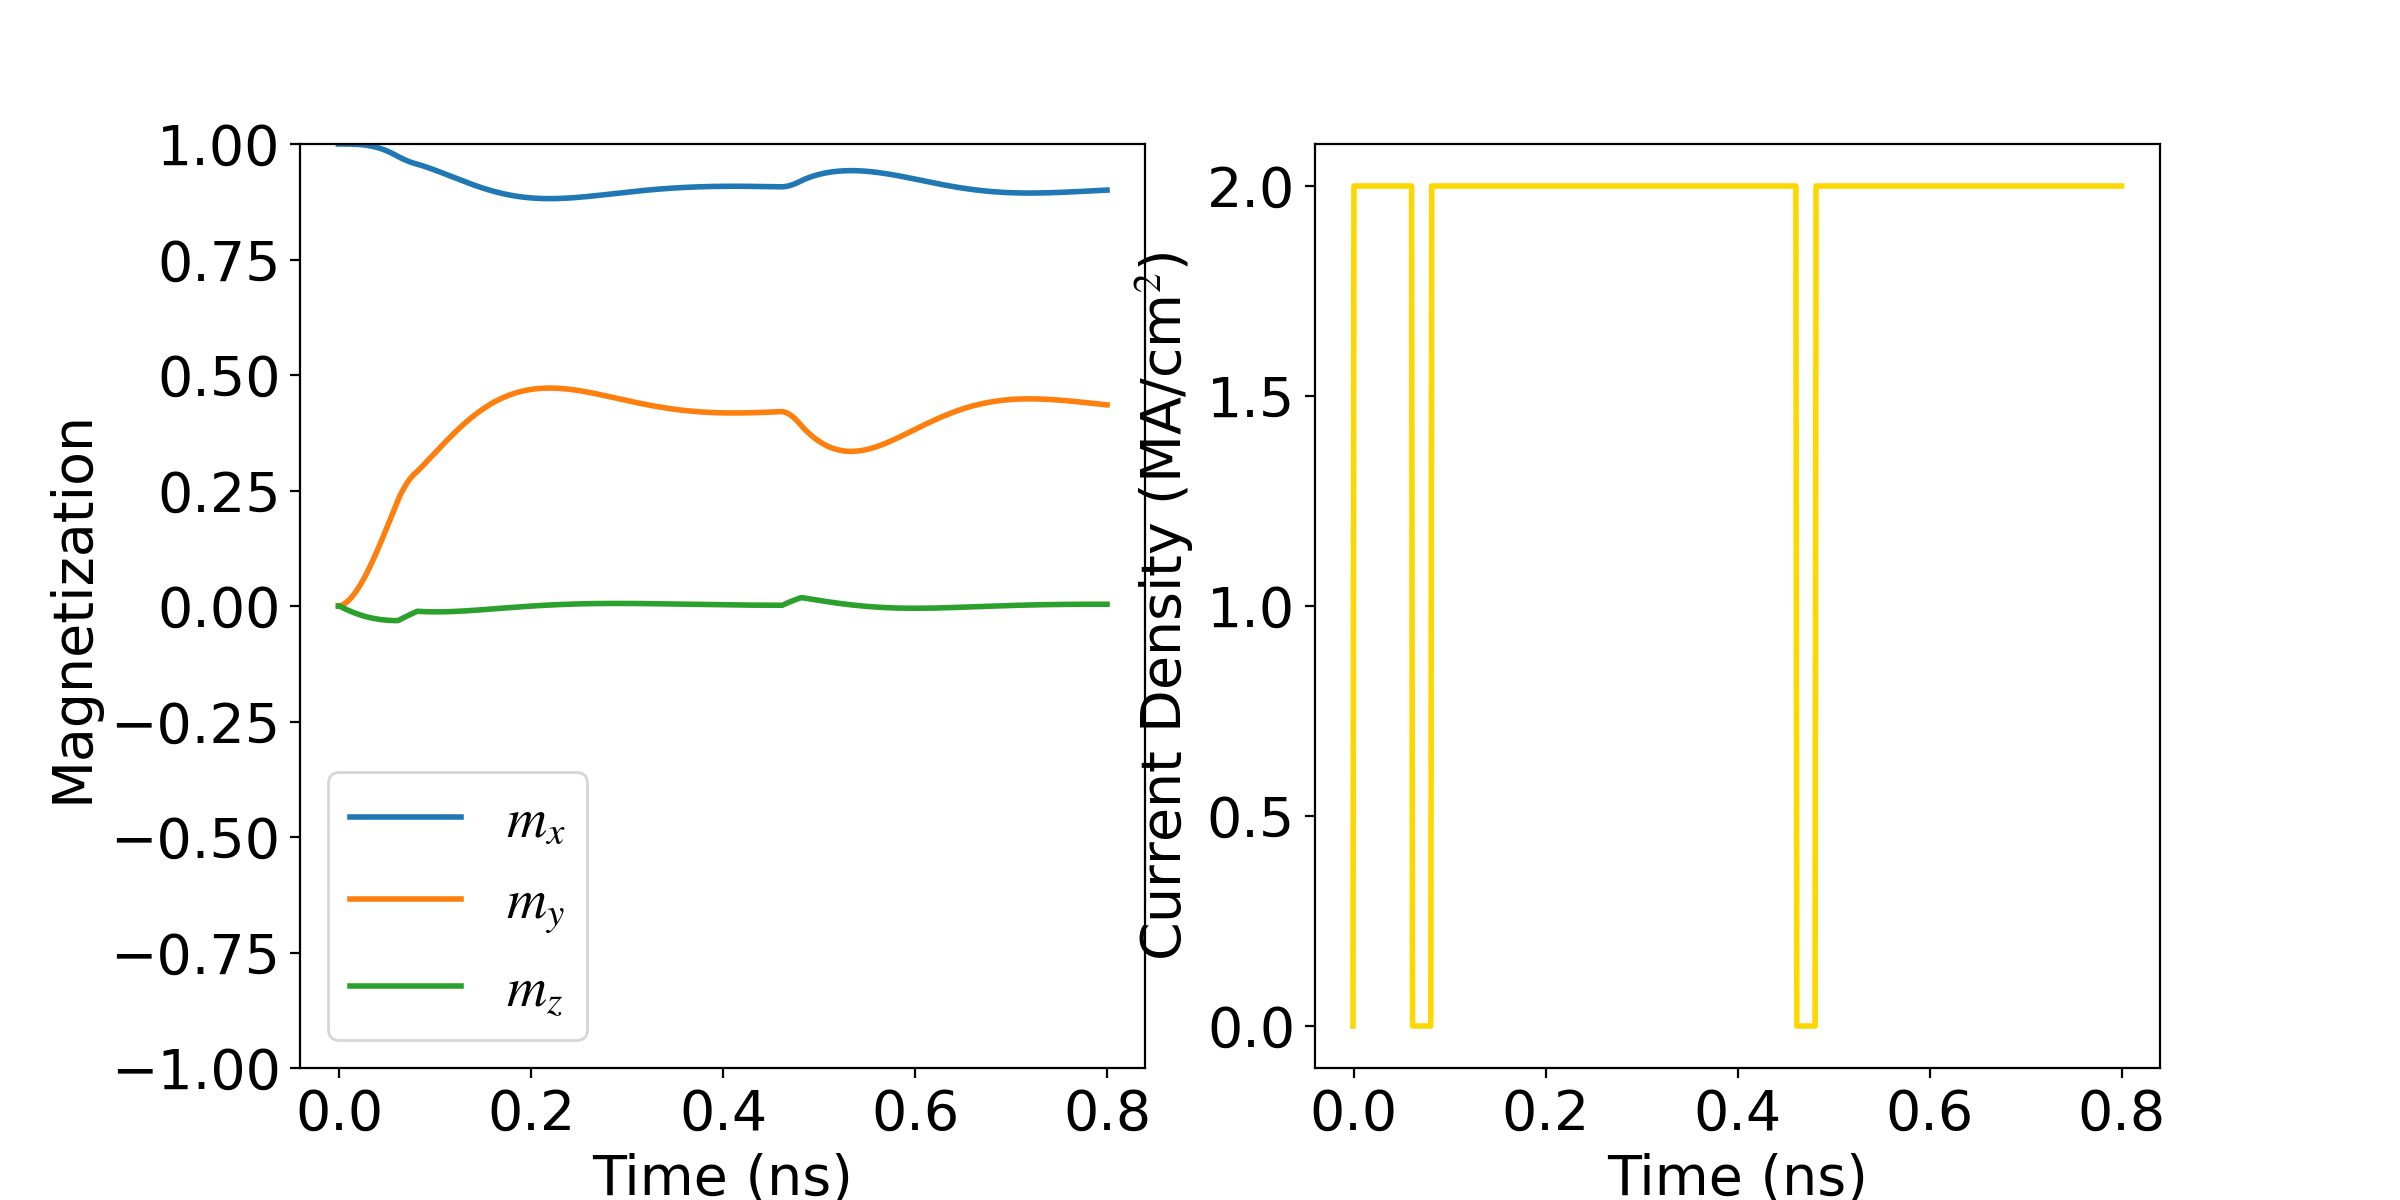 1.00
0.75
0.50
0.25
0.00
−0.25
−0.50
−0.75
−1.00
Magnetization
m_x
m_y
m_z
0.0 0.2 0.4 0.6 0.8
Time (ns)
2.0
1.5
1.0
0.5
0.0
Current Density (MA/cm²)
0.0 0.2 0.4 0.6 0.8
Time (ns)